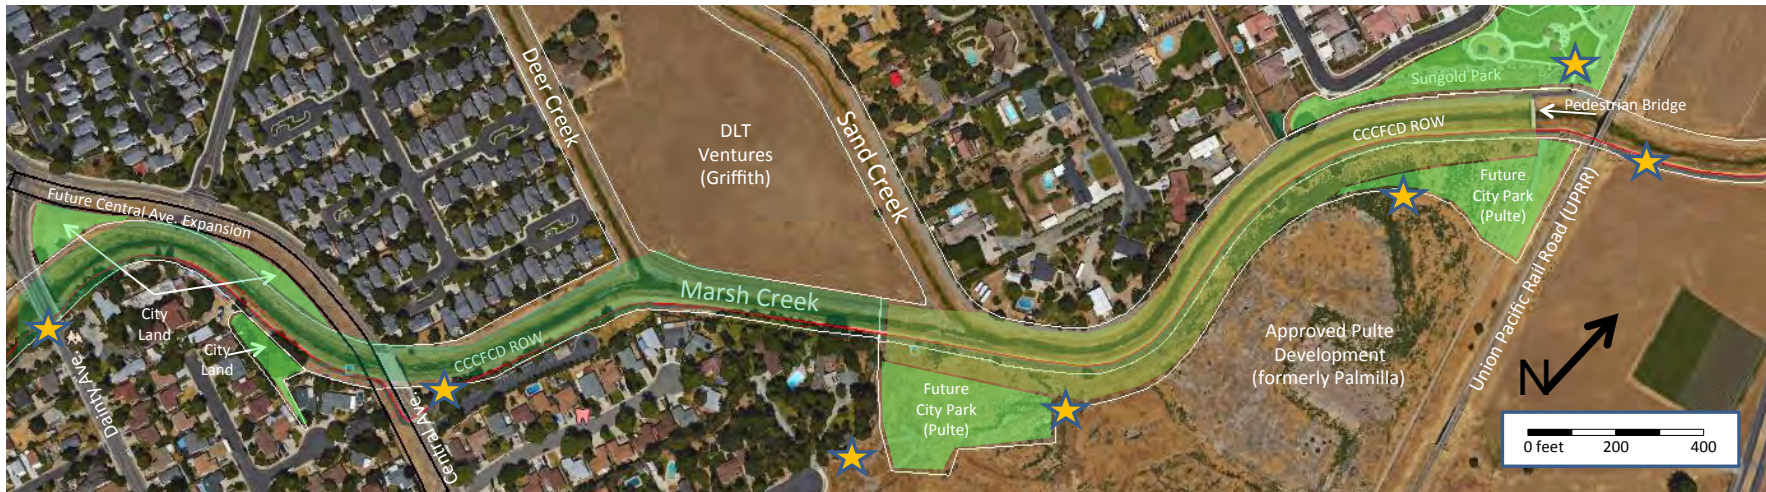 Deer Creek
DLT
Ventures
(Griffith)
Sand Creek
Sungold Park
Pedestrian Bridge
CCCFCD ROW
Future
City Park
(Pulte)
Future Central Ave. Expansion
City
Land
City
Land
Dainty Ave.
Central Ave.
CCCFCD ROW
Marsh Creek
Future
City Park
(Pulte)
Approved Pulte
Development
(formerly Palmilla)
Union Pacific Rail Road (UPRR)
N
0 feet 200 400